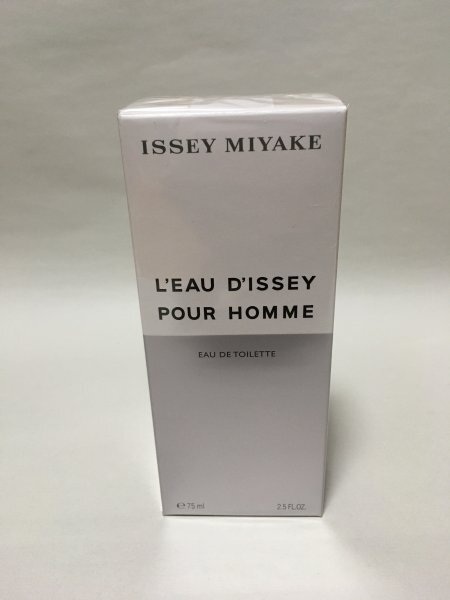 ISSEY MIYAKE
L'EAU D'ISSEY
POUR HOMME
EAU DE TOILETTE
℮ 75 ml 2.5 FL.OZ.